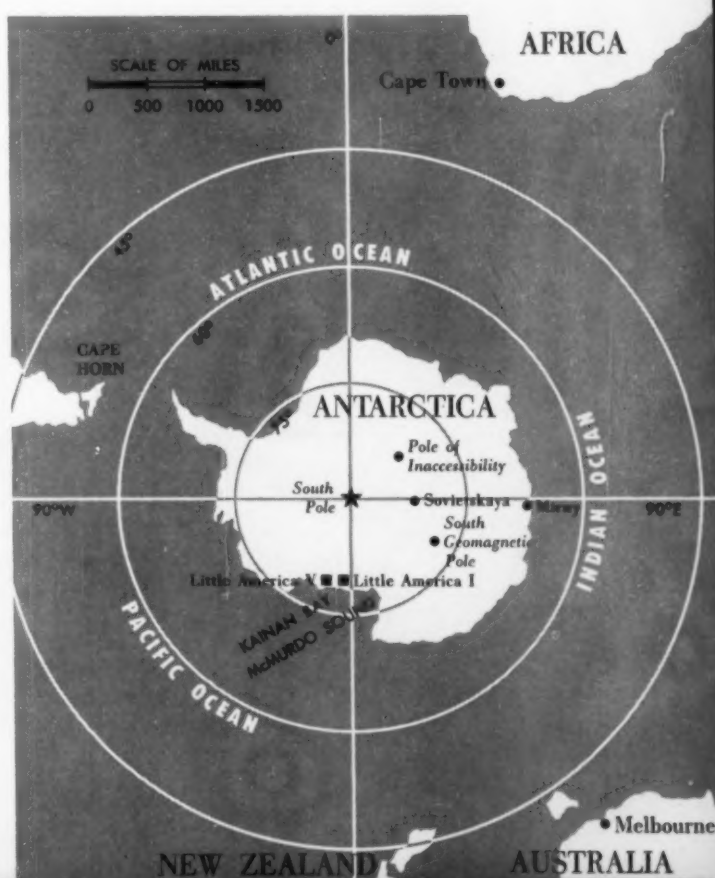 AFRICA
SCALE OF MILES
0 500 1000 1500
0°
Cape Town
45°
ATLANTIC OCEAN
60°
CAPE
HORN
75°
ANTARCTICA
Pole of
Inaccessibility
INDIAN OCEAN
South
Pole
Sovietskaya
Mirny
90°W
90°E
South
Geomagnetic
Pole
Little America V
Little America I
KAINAN BAY
McMURDO SOUND
PACIFIC OCEAN
Melbourne
NEW ZEALAND
AUSTRALIA